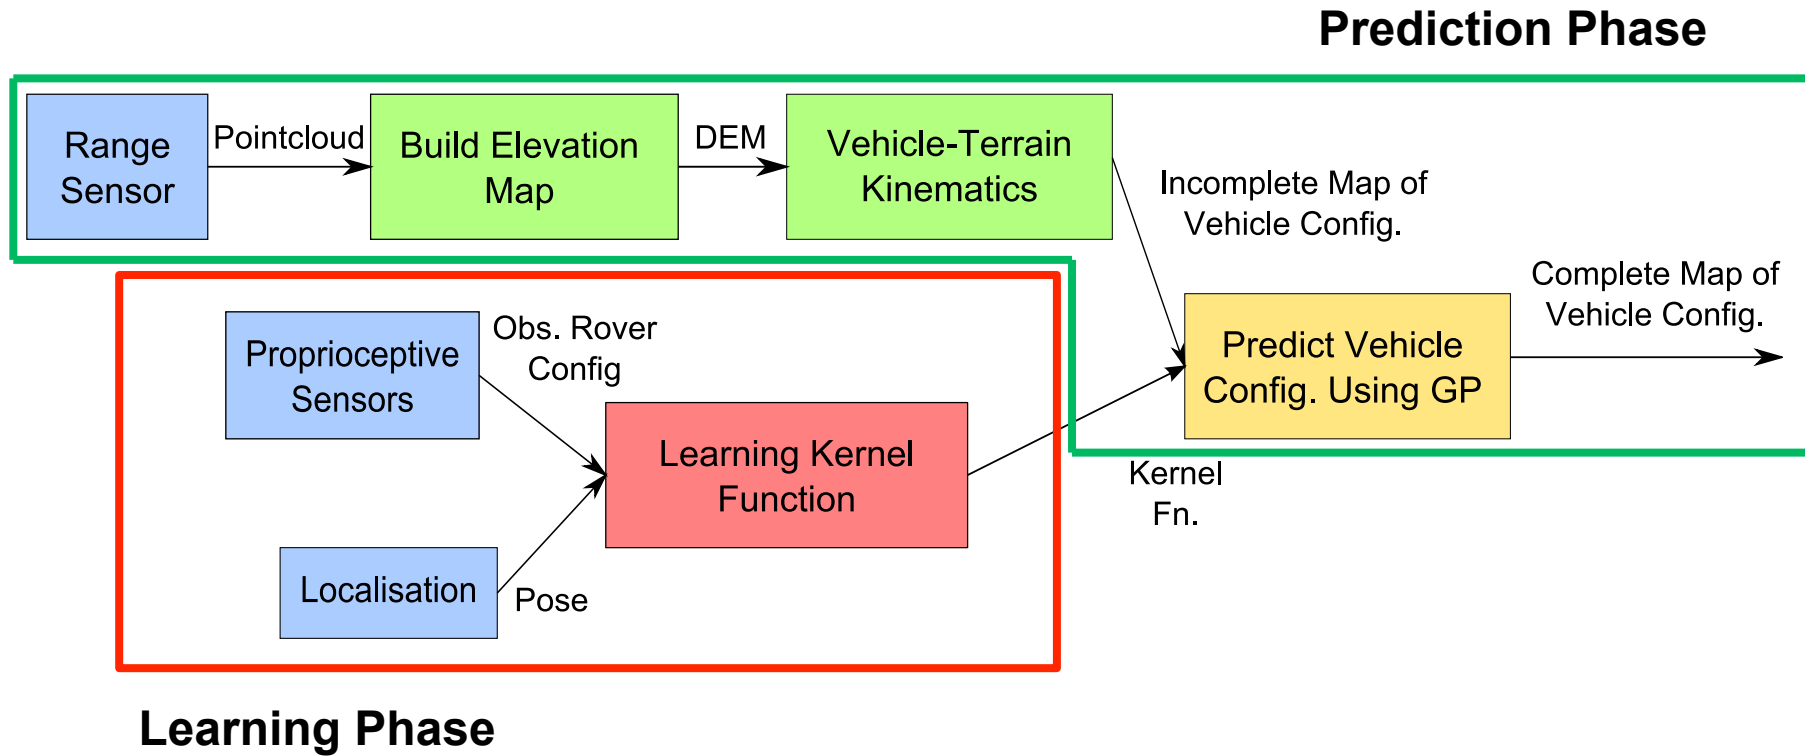 Prediction Phase
Range
Sensor
Pointcloud
Build Elevation
Map
DEM
Vehicle-Terrain
Kinematics
Incomplete Map of
Vehicle Config.
Complete Map of
Vehicle Config.
Predict Vehicle
Config. Using GP
Proprioceptive
Sensors
Obs. Rover
Config
Learning Kernel
Function
Kernel
Fn.
Localisation
Pose
Learning Phase